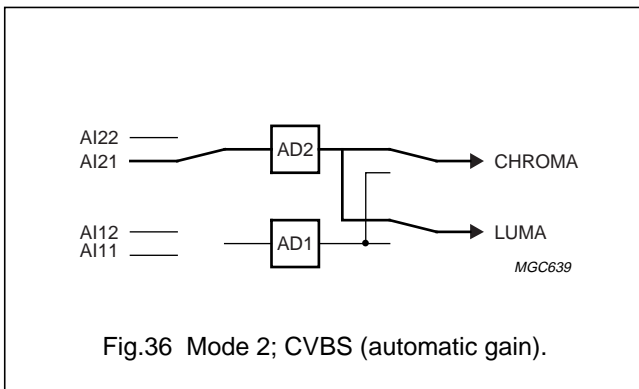 AI22
AI21
AD2
CHROMA
AI12
AI11
AD1
LUMA
MGC639
Fig.36 Mode 2; CVBS (automatic gain).